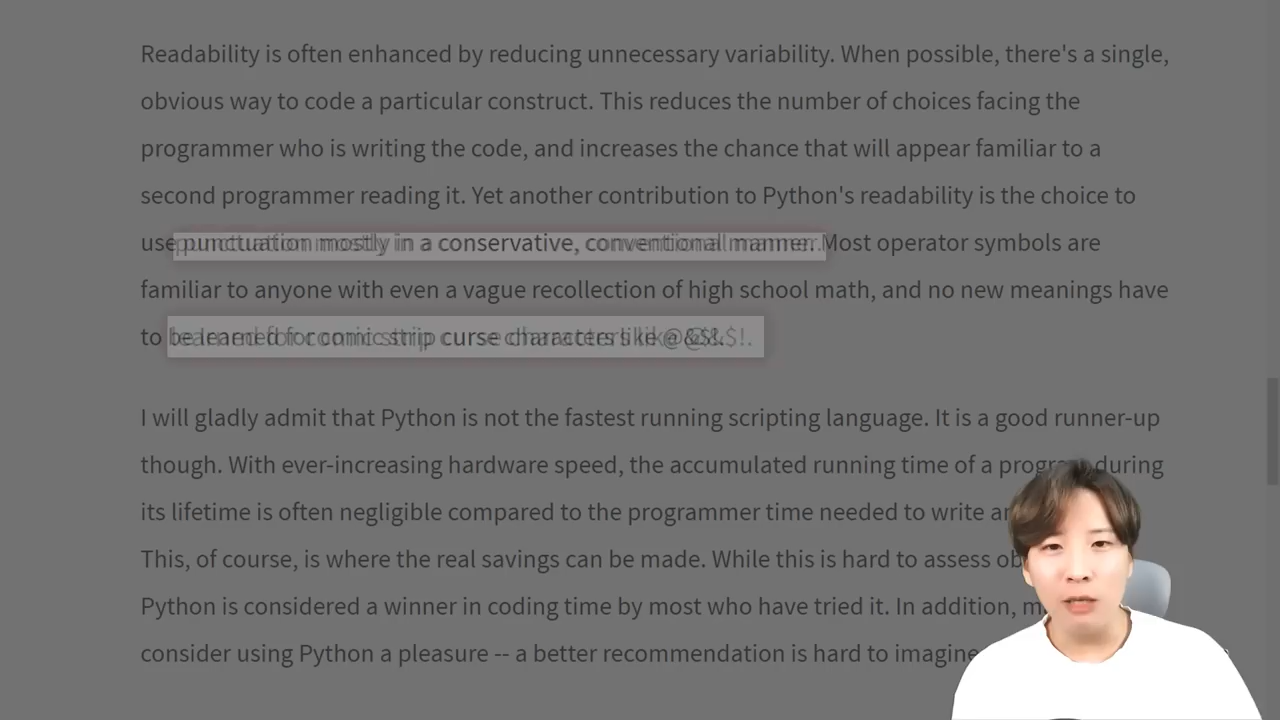 Readability is often enhanced by reducing unnecessary variability. When possible, there's a single,
obvious way to code a particular construct. This reduces the number of choices facing the
programmer who is writing the code, and increases the chance that will appear familiar to a
second programmer reading it. Yet another contribution to Python's readability is the choice to
use punctuation mostly in a conservative, conventional manner. Most operator symbols are
familiar to anyone with even a vague recollection of high school math, and no new meanings have
to be learned for comic strip curse characters like @&$!.
I will gladly admit that Python is not the fastest running scripting language. It is a good runner-up
though. With ever-increasing hardware speed, the accumulated running time of a program during
its lifetime is often negligible compared to the programmer time needed to write
This, of course, is where the real savings can be made. While this is hard to assess
Python is considered a winner in coding time by most who have tried it. In addition,
consider using Python a pleasure -- a better recommendation is hard to imagine